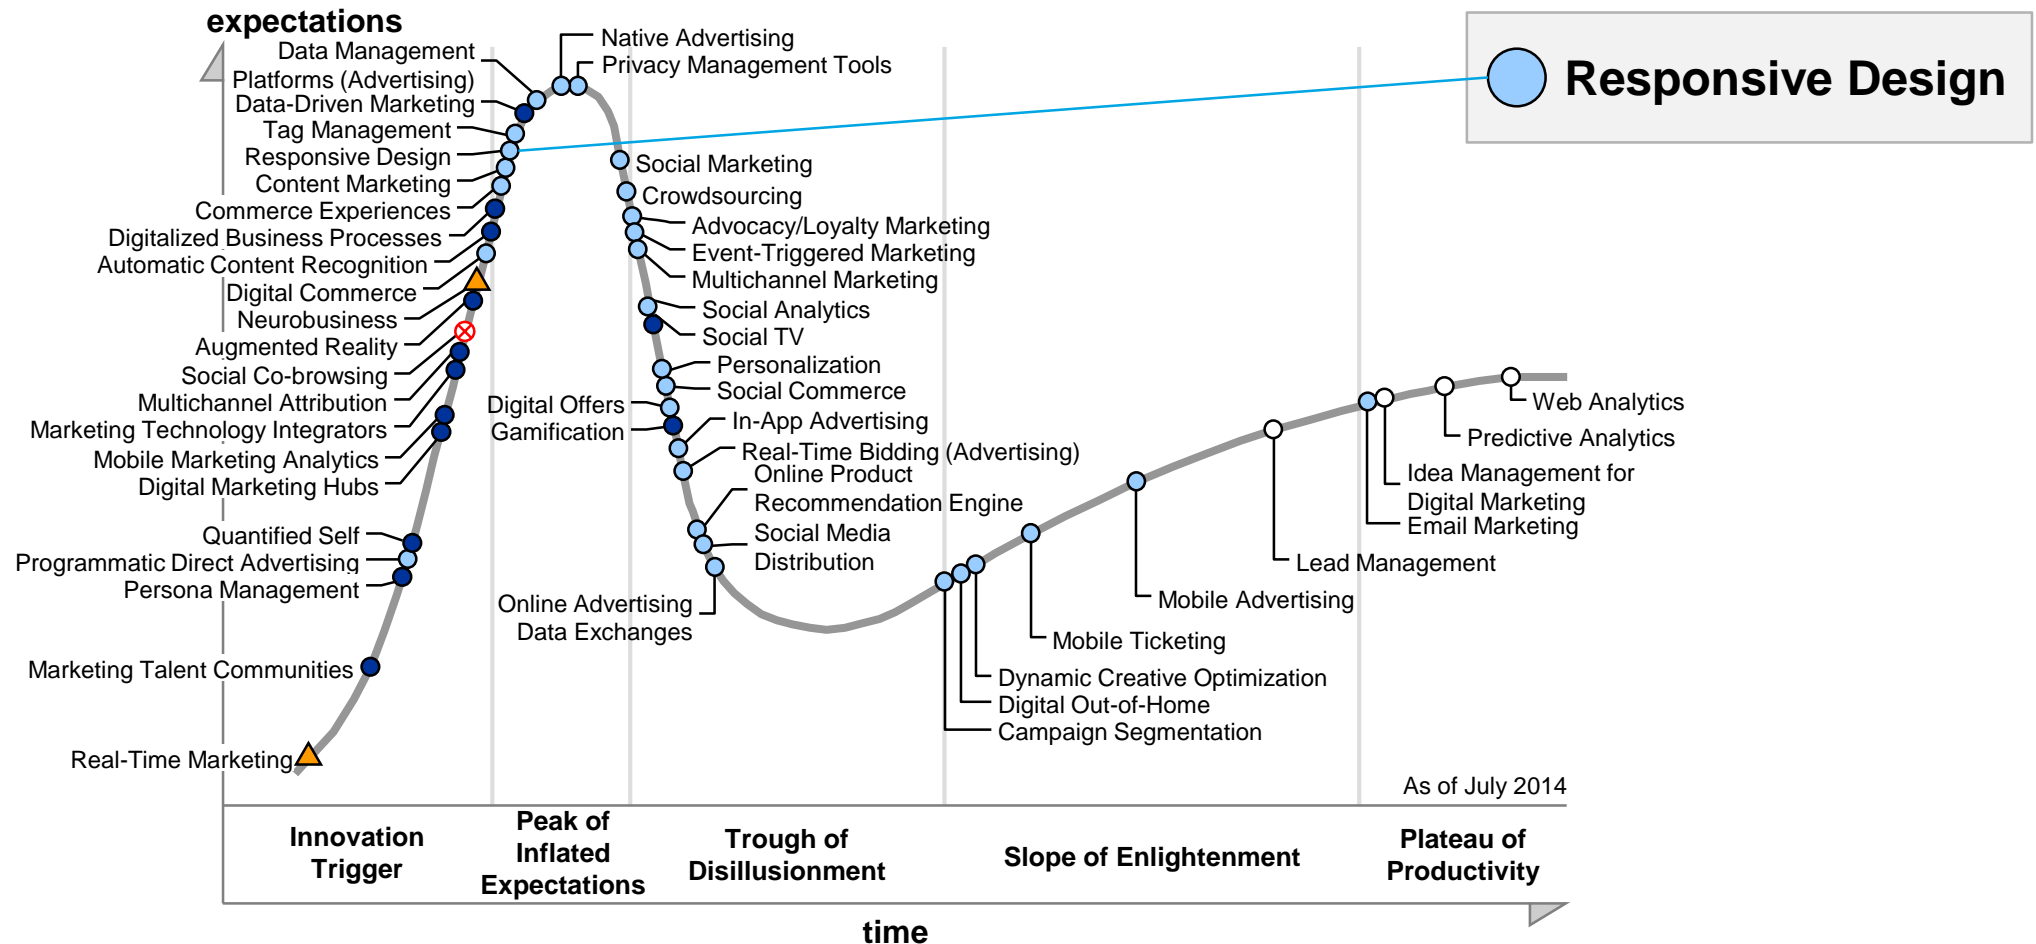 expectations
Data Management
Platforms (Advertising)
Data-Driven Marketing
Tag Management
Responsive Design
Content Marketing
Commerce Experiences
Digitalized Business Processes
Automatic Content Recognition
Digital Commerce
Neurobusiness
Augmented Reality
Social Co-browsing
Multichannel Attribution
Marketing Technology Integrators
Mobile Marketing Analytics
Digital Marketing Hubs
Quantified Self
Programmatic Direct Advertising
Persona Management
Marketing Talent Communities
Real-Time Marketing
Native Advertising
Privacy Management Tools
Responsive Design
Social Marketing
Crowdsourcing
Advocacy/Loyalty Marketing
Event-Triggered Marketing
Multichannel Marketing
Social Analytics
Social TV
Personalization
Social Commerce
Digital Offers
Gamification
In-App Advertising
Real-Time Bidding (Advertising)
Online Product
Recommendation Engine
Social Media
Distribution
Online Advertising
Data Exchanges
Web Analytics
Predictive Analytics
Idea Management for
Digital Marketing
Email Marketing
Lead Management
Mobile Advertising
Mobile Ticketing
Dynamic Creative Optimization
Digital Out-of-Home
Campaign Segmentation
As of July 2014
Innovation
Trigger
Peak of
Inflated
Expectations
Trough of
Disillusionment
Slope of Enlightenment
Plateau of
Productivity
time